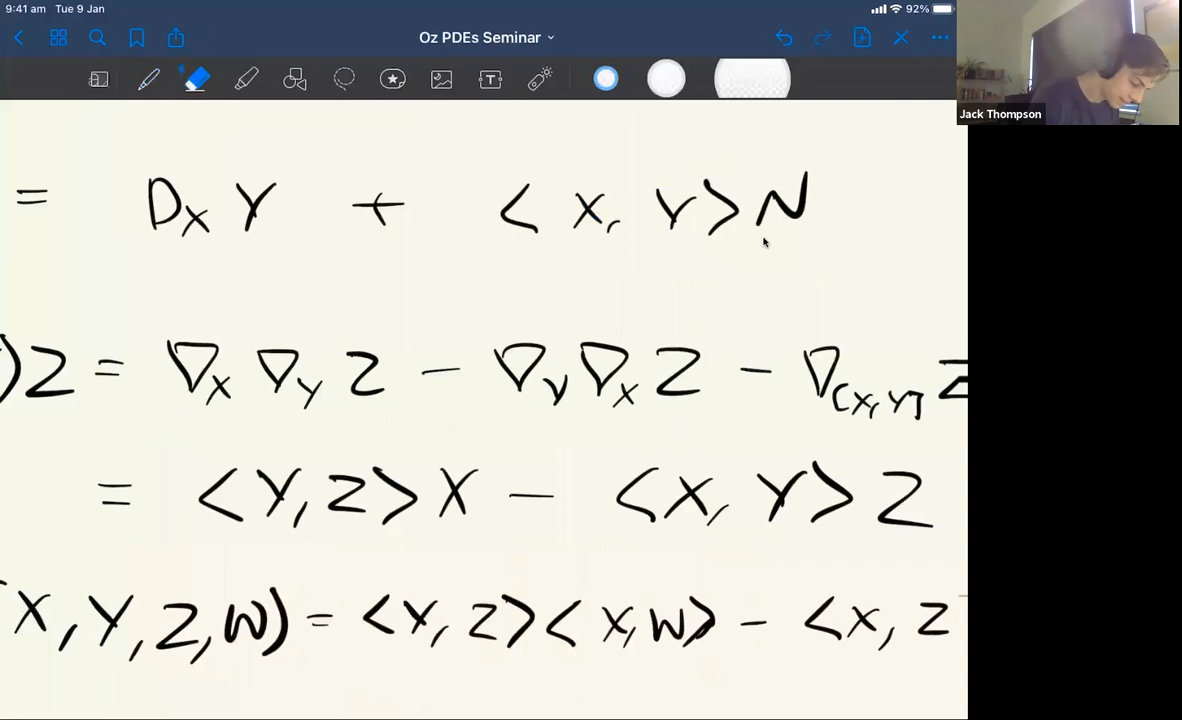 9:41 am Tue 9 Jan 92%
Oz PDEs Seminar
T
Jack Thompson
= D_X Y + < X, Y > N
)Z = ∇_X ∇_Y Z - ∇_Y ∇_X Z - ∇_[X, Y] Z
= <Y, Z> X - <X, Y> Z
X, Y, Z, W) = <Y, Z> < X, W> - <X, Z